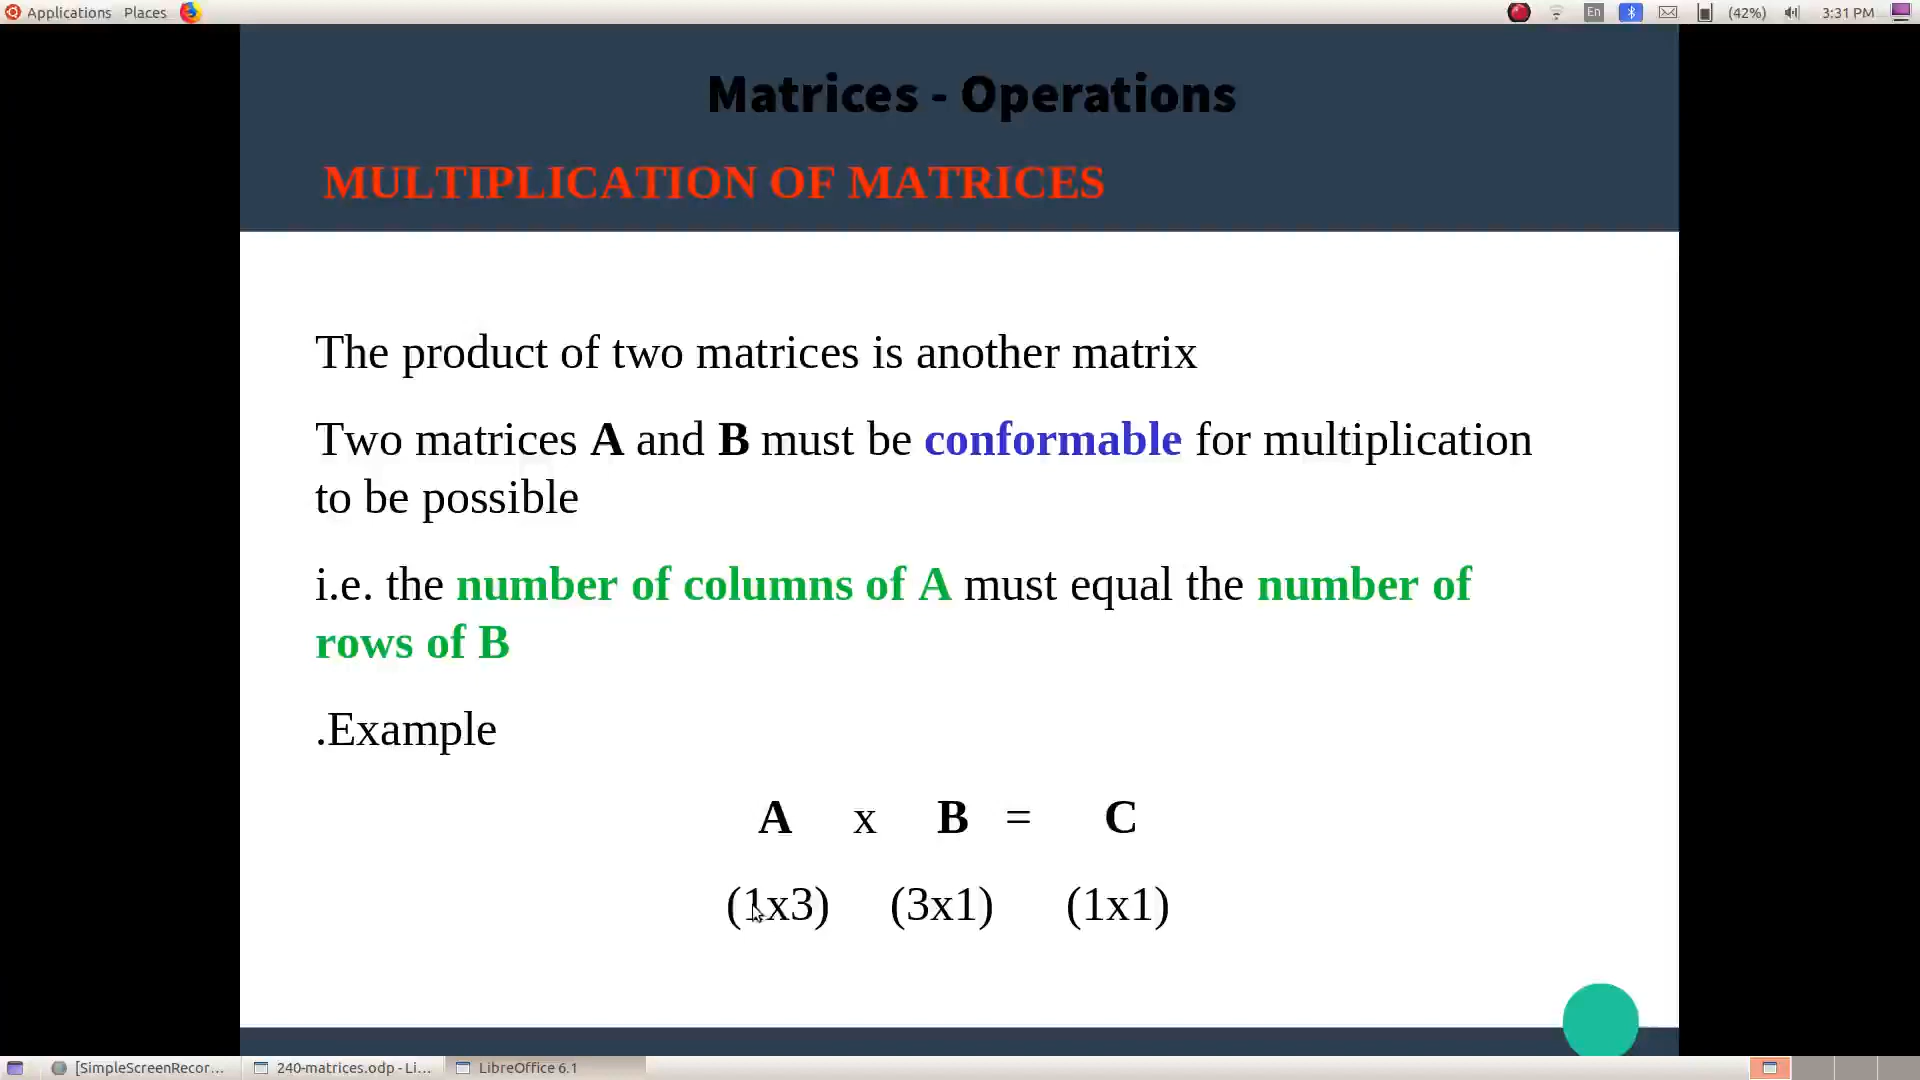 Applications Places En (42%) 3:31 PM
Matrices - Operations
MULTIPLICATION OF MATRICES
The product of two matrices is another matrix
Two matrices A and B must be conformable for multiplication
to be possible
i.e. the number of columns of A must equal the number of
rows of B
.Example
A x B = C
(1x3) (3x1) (1x1)
[SimpleScreenRecor... 240-matrices.odp - Li... LibreOffice 6.1